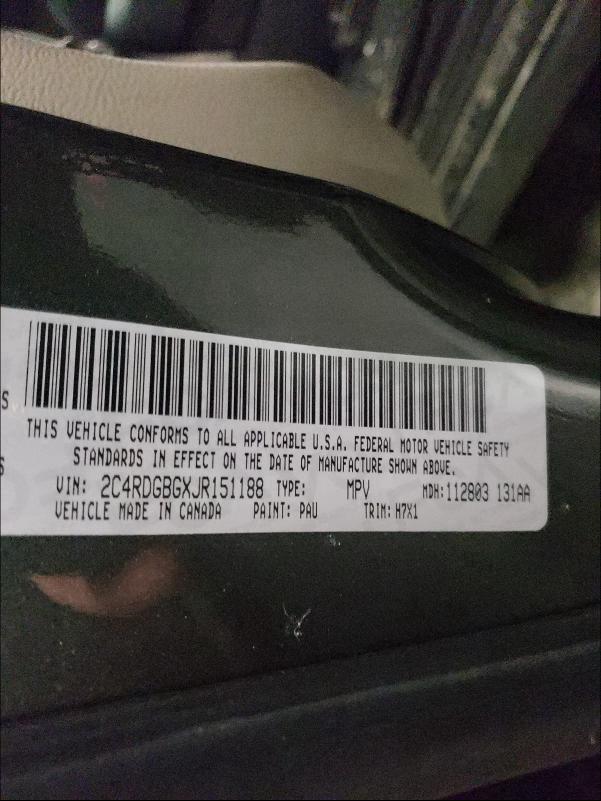 S
THIS VEHICLE CONFORMS TO ALL APPLICABLE U.S.A. FEDERAL MOTOR VEHICLE SAFETY
S STANDARDS IN EFFECT ON THE DATE OF MANUFACTURE SHOWN ABOVE.
VIN: 2C4RDGBGXJR151188 TYPE: MPV MDH:112803 131AA
VEHICLE MADE IN CANADA PAINT: PAU TRIM: H7X1